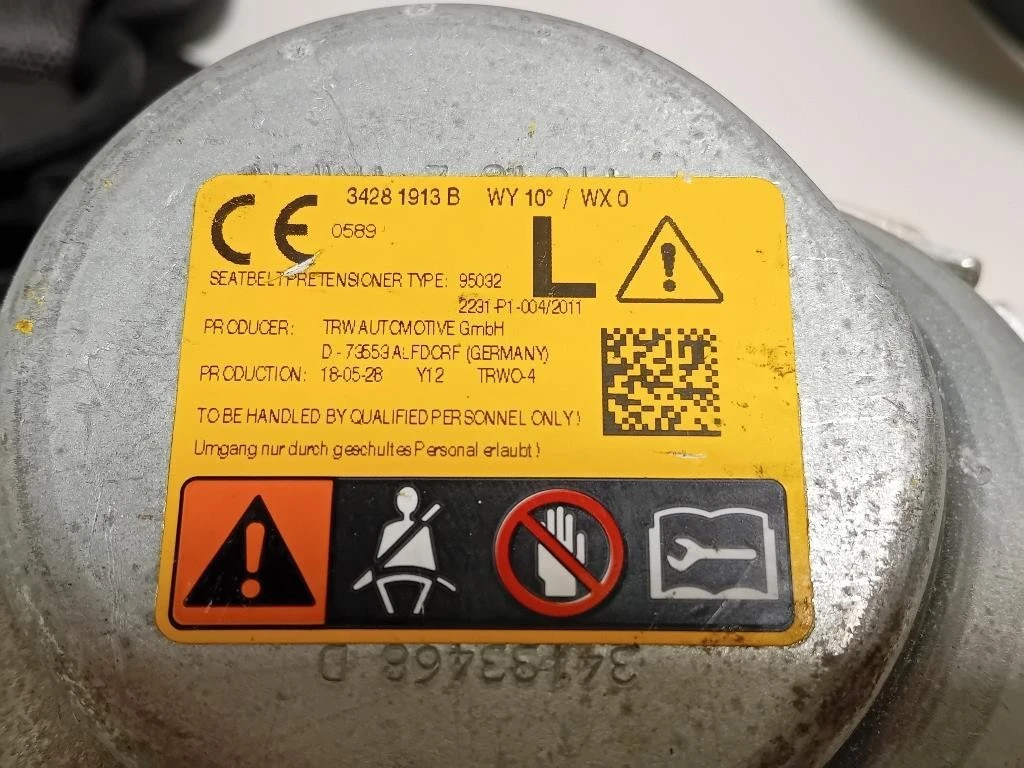 3428 1913 B WY 10° / WX 0
CE 0589 L
SEATBELT PRETENSIONER TYPE: 95032
2231-P1-004/2011
PRODUCER: TRW AUTOMOTIVE GmbH
D - 73553 ALFDORF (GERMANY)
PRODUCTION: 18-05-28 Y12 TRWO-4
TO BE HANDLED BY QUALIFIED PERSONNEL ONLY!
Umgang nur durch geschultes Personal erlaubt!
34193468 D